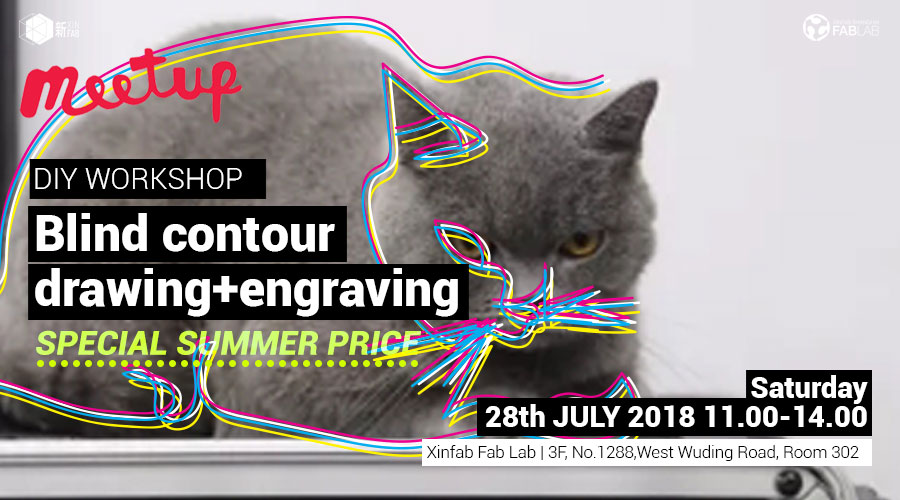 meetup
FABLAB
DIY WORKSHOP
Blind contour
drawing+engraving
SPECIAL SUMMER PRICE
Saturday
28th JULY 2018 11.00-14.00
Xinfab Fab Lab | 3F, No.1288,West Wuding Road, Room 302